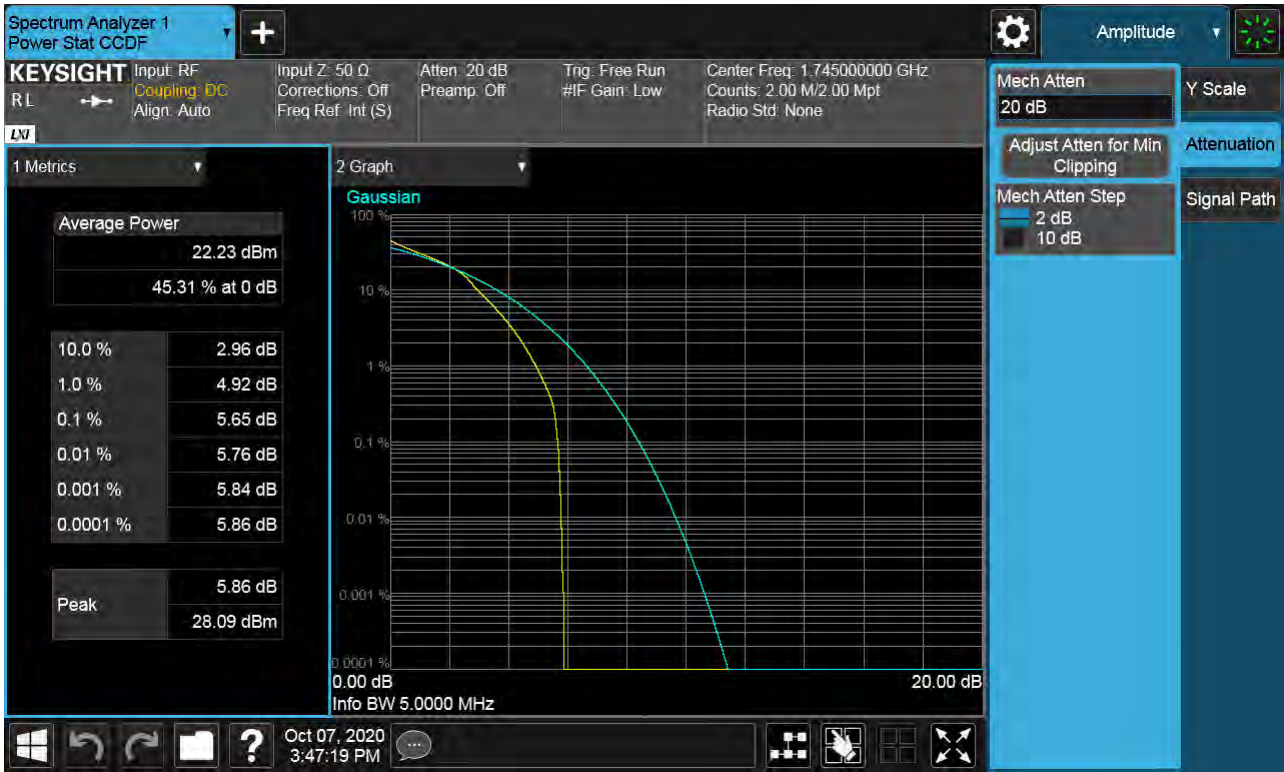 Spectrum Analyzer 1
Power Stat CCDF
+
Amplitude
KEYSIGHT
R L
LXI
Input: RF
Coupling: DC
Align: Auto
Input Z: 50 Ω
Corrections: Off
Freq Ref: Int (S)
Atten: 20 dB
Preamp: Off
Trig: Free Run
#IF Gain: Low
Center Freq: 1.745000000 GHz
Counts: 2.00 M/2.00 Mpt
Radio Std: None
Mech Atten
20 dB
Adjust Atten for Min
Clipping
Mech Atten Step
2 dB
10 dB
Y Scale
Attenuation
Signal Path
1 Metrics
Average Power
22.23 dBm
45.31 % at 0 dB
10.0 % 2.96 dB
1.0 % 4.92 dB
0.1 % 5.65 dB
0.01 % 5.76 dB
0.001 % 5.84 dB
0.0001 % 5.86 dB
Peak
5.86 dB
28.09 dBm
2 Graph
Gaussian
100 %
10 %
1 %
0.1 %
0.01 %
0.001 %
0.0001 %
0.00 dB
20.00 dB
Info BW 5.0000 MHz
?
Oct 07, 2020
3:47:19 PM